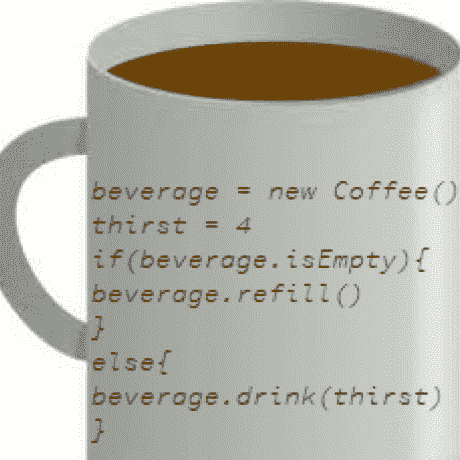 beverage = new Coffee()
thirst = 4
if(beverage.isEmpty){
beverage.refill()
}
else{
beverage.drink(thirst)
}